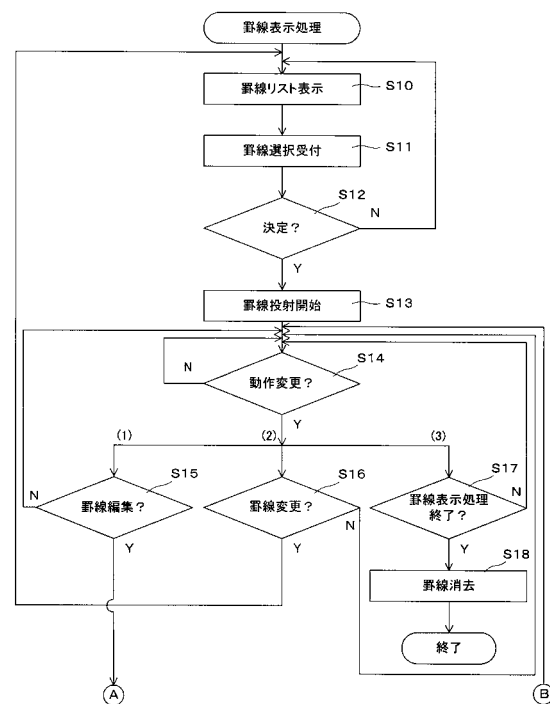 罫線表示処理
罫線リスト表示
S10
罫線選択受付
S11
S12
決定？
N
Y
罫線投射開始
S13
S14
N
動作変更？
Y
(1)
(2)
(3)
S15
S16
S17
N
罫線編集？
罫線変更？
N
罫線表示処理
終了？
N
Y
Y
Y
S18
罫線消去
終了
A
B